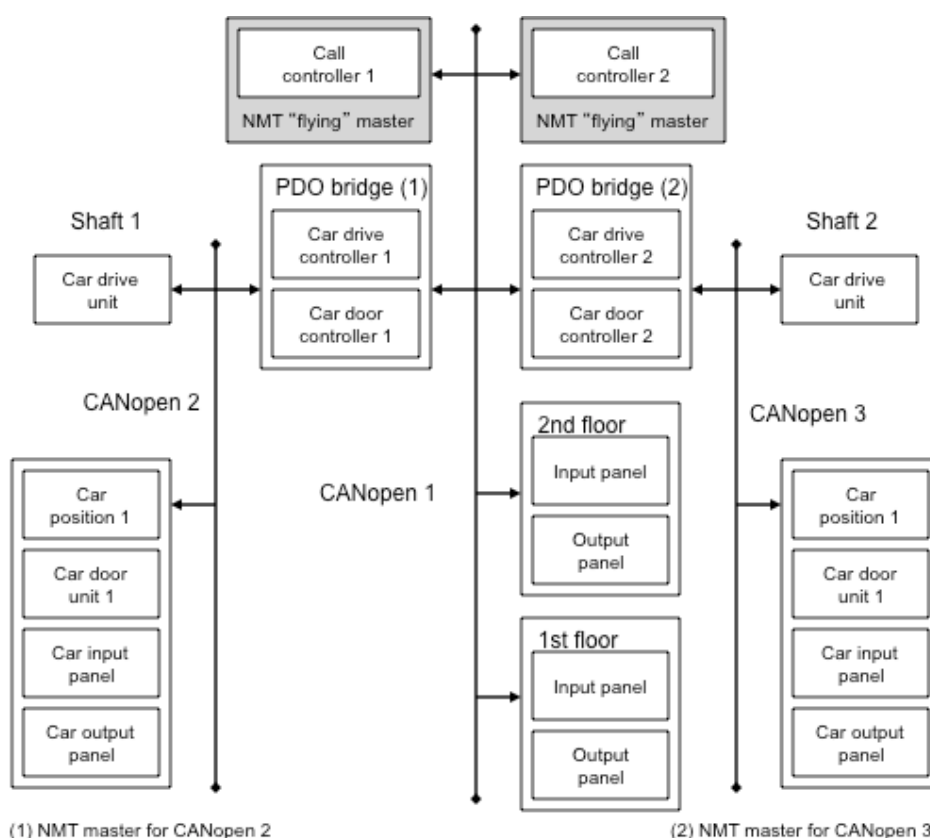 Call
controller 1
NMT “flying” master
Call
controller 2
NMT “flying” master
PDO bridge (1)
Car drive
controller 1
Car door
controller 1
PDO bridge (2)
Car drive
controller 2
Car door
controller 2
Shaft 1
Car drive
unit
Shaft 2
Car drive
unit
CANopen 2
CANopen 1
CANopen 3
Car
position 1
Car door
unit 1
Car input
panel
Car output
panel
2nd floor
Input panel
Output
panel
1st floor
Input panel
Output
panel
Car
position 1
Car door
unit 1
Car input
panel
Car output
panel
(1) NMT master for CANopen 2
(2) NMT master for CANopen 3